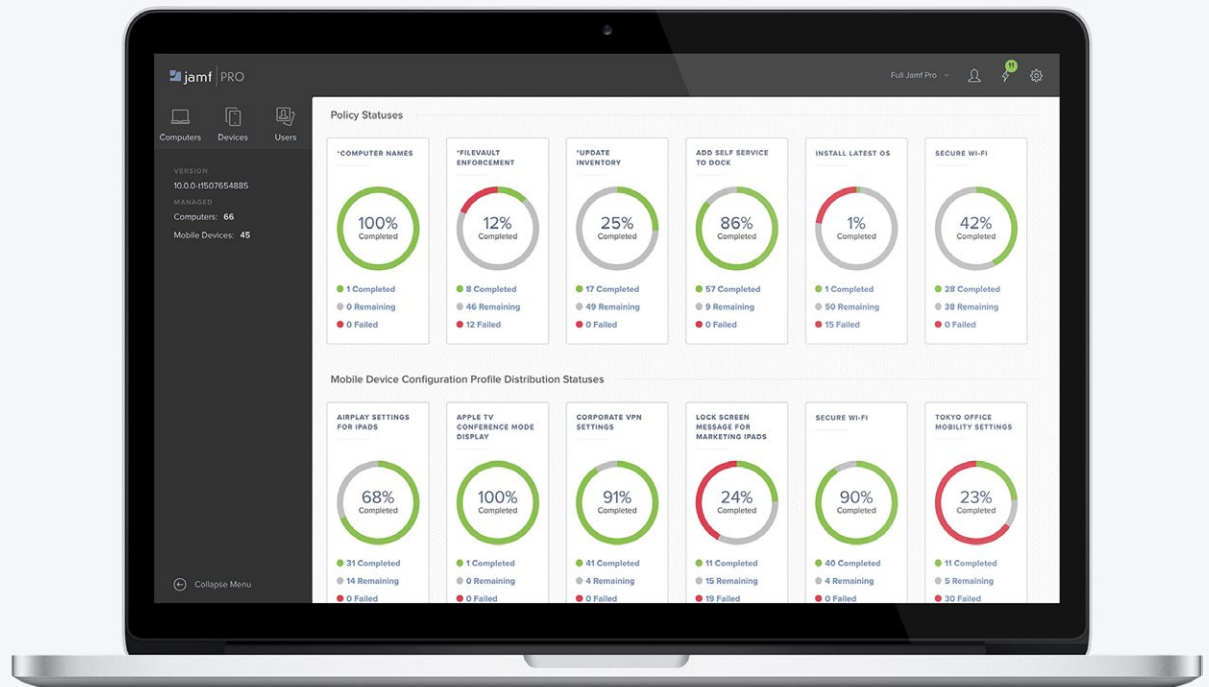 jamf PRO
Full Jamf Pro
11
Computers Devices Users
VERSION
10.0.0-t1507654885
MANAGED
Computers: 66
Mobile Devices: 45
Collapse Menu
Policy Statuses
*COMPUTER NAMES
100%
Completed
1 Completed
0 Remaining
0 Failed
*FILEVAULT
ENFORCEMENT
12%
Completed
8 Completed
46 Remaining
12 Failed
*UPDATE
INVENTORY
25%
Completed
17 Completed
49 Remaining
0 Failed
ADD SELF SERVICE
TO DOCK
86%
Completed
57 Completed
9 Remaining
0 Failed
INSTALL LATEST OS
1%
Completed
1 Completed
50 Remaining
15 Failed
SECURE WI-FI
42%
Completed
28 Completed
38 Remaining
0 Failed
Mobile Device Configuration Profile Distribution Statuses
AIRPLAY SETTINGS
FOR IPADS
68%
Completed
31 Completed
14 Remaining
0 Failed
APPLE TV
CONFERENCE MODE
DISPLAY
100%
Completed
1 Completed
0 Remaining
0 Failed
CORPORATE VPN
SETTINGS
91%
Completed
41 Completed
4 Remaining
0 Failed
LOCK SCREEN
MESSAGE FOR
MARKETING IPADS
24%
Completed
11 Completed
15 Remaining
19 Failed
SECURE WI-FI
90%
Completed
40 Completed
4 Remaining
0 Failed
TOKYO OFFICE
MOBILITY SETTINGS
23%
Completed
11 Completed
5 Remaining
30 Failed